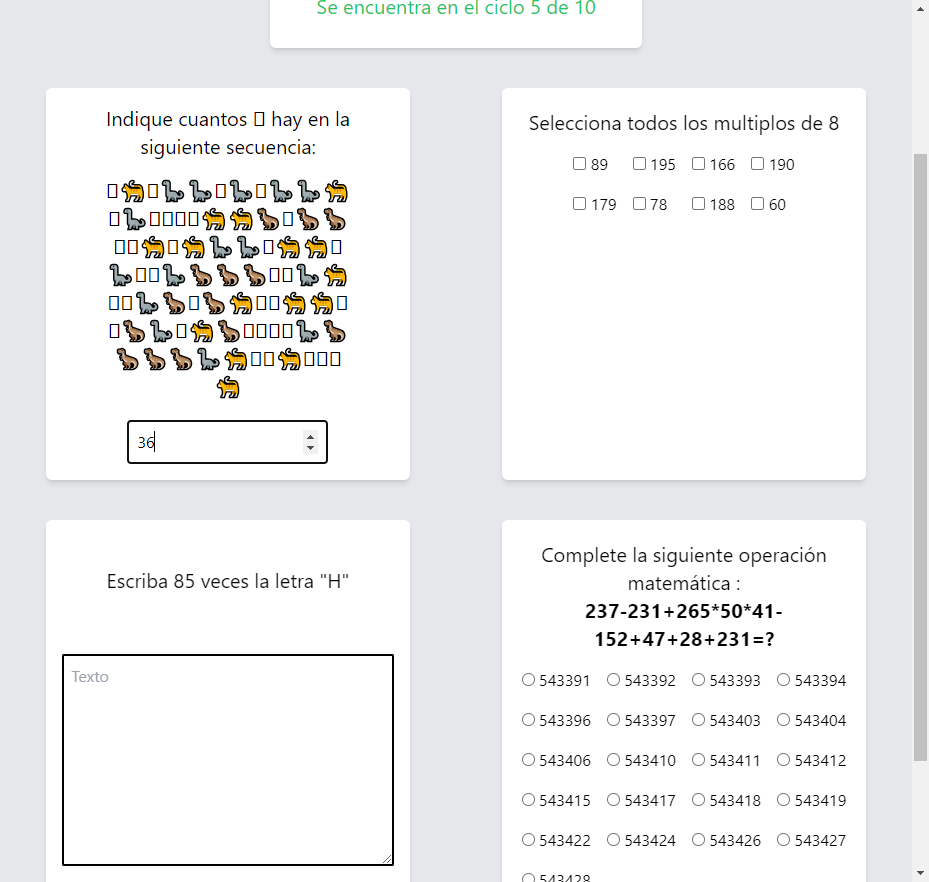 Se encuentra en el ciclo 5 de 10
Indique cuantos hay en la
siguiente secuencia:
36
Selecciona todos los multiplos de 8
89 195 166 190
179 78 188 60
Escriba 85 veces la letra "H"
Texto
Complete la siguiente operación
matemática :
237-231+265*50*41-
152+47+28+231=?
543391 543392 543393 543394
543396 543397 543403 543404
543406 543410 543411 543412
543415 543417 543418 543419
543422 543424 543426 543427
543428